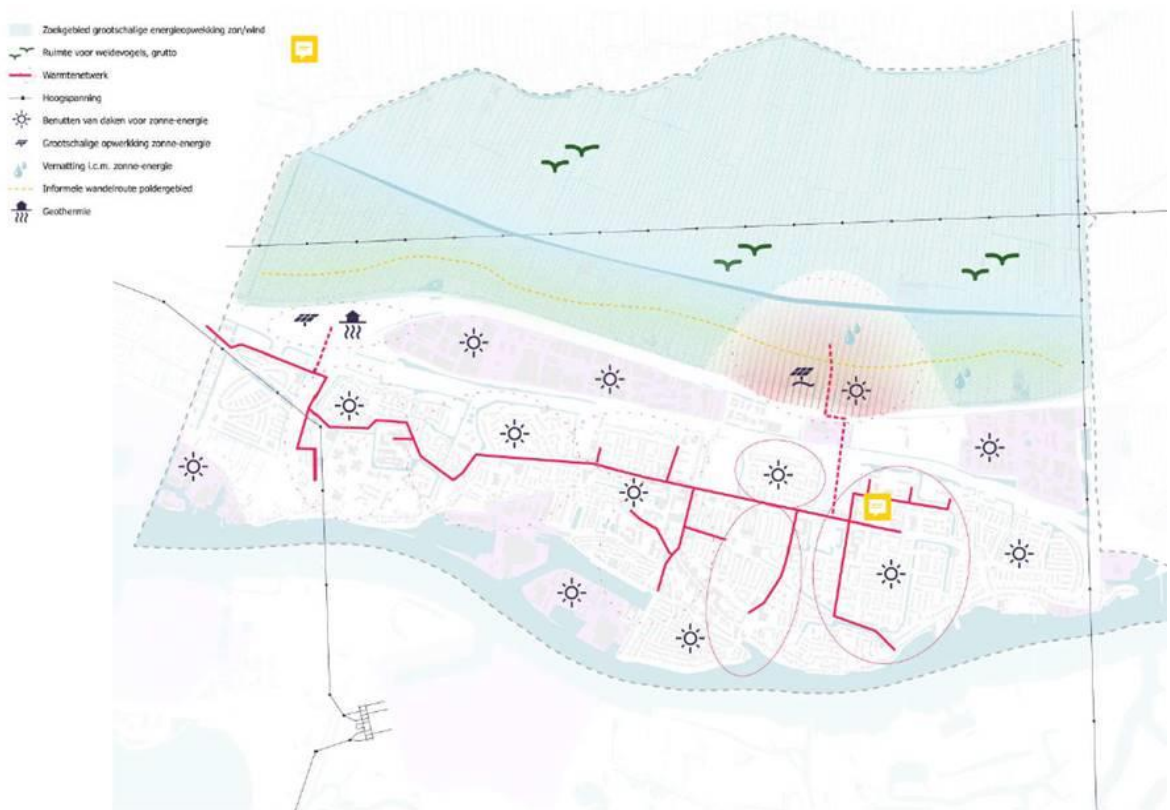 Zoekgebied grootschalige energieopwekking zon/wind
Ruimte voor weidevogels, grutto
Warmtenetwerk
Hoogspanning
Benutten van daken voor zonne-energie
Grootschalige opwerkking zonne-energie
Vernatting i.c.m. zonne-energie
Informele wandelroute poldergebied
Geothermie